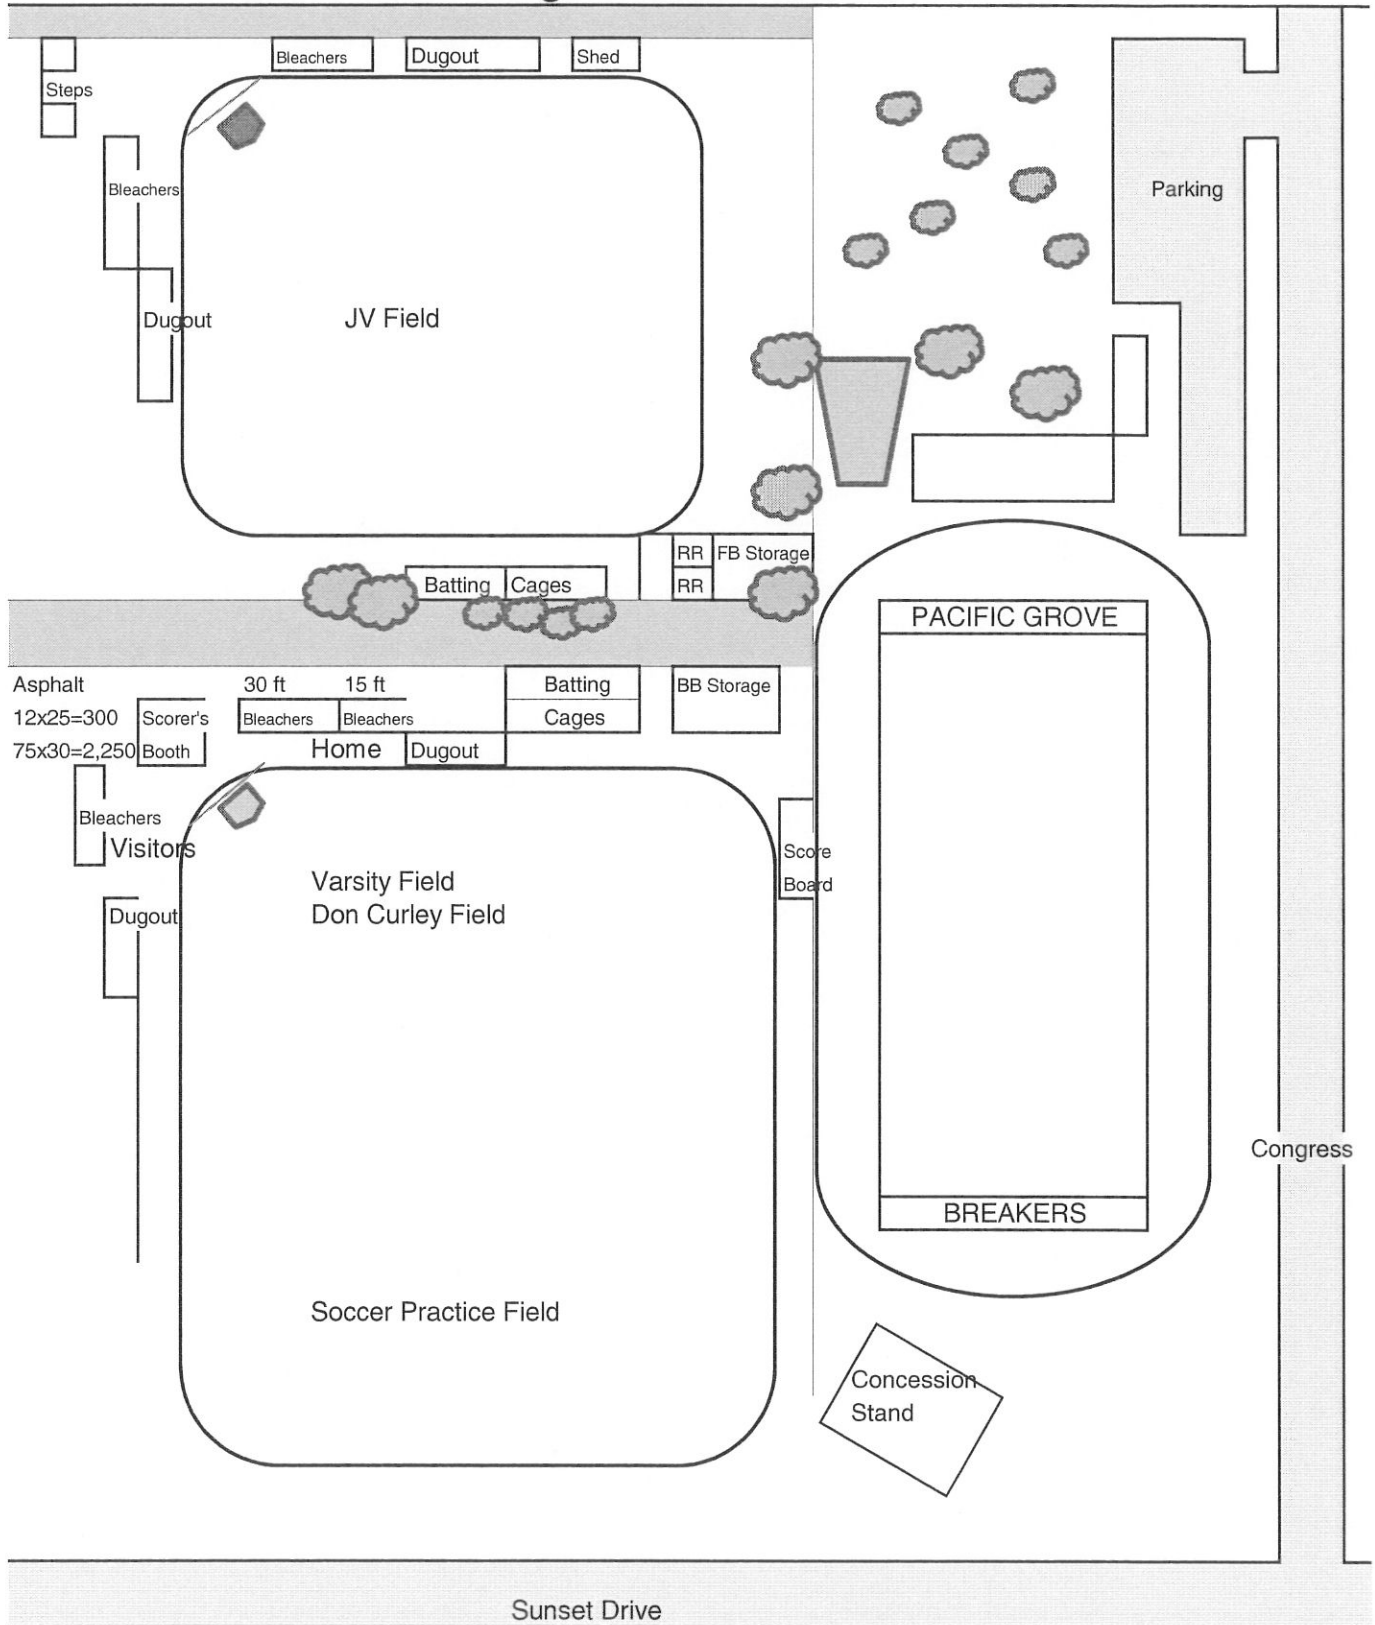 Bleachers
Dugout
Shed
Steps
Bleachers
Parking
Dugout
JV Field
RR
FB Storage
RR
Batting
Cages
PACIFIC GROVE
Asphalt
30 ft
15 ft
Batting
BB Storage
12x25=300
Scorer's
Bleachers
Bleachers
Cages
75x30=2,250
Booth
Home
Dugout
Bleachers
Visitors
Score
Board
Varsity Field
Don Curley Field
Dugout
Congress
BREAKERS
Soccer Practice Field
Concession
Stand
Sunset Drive